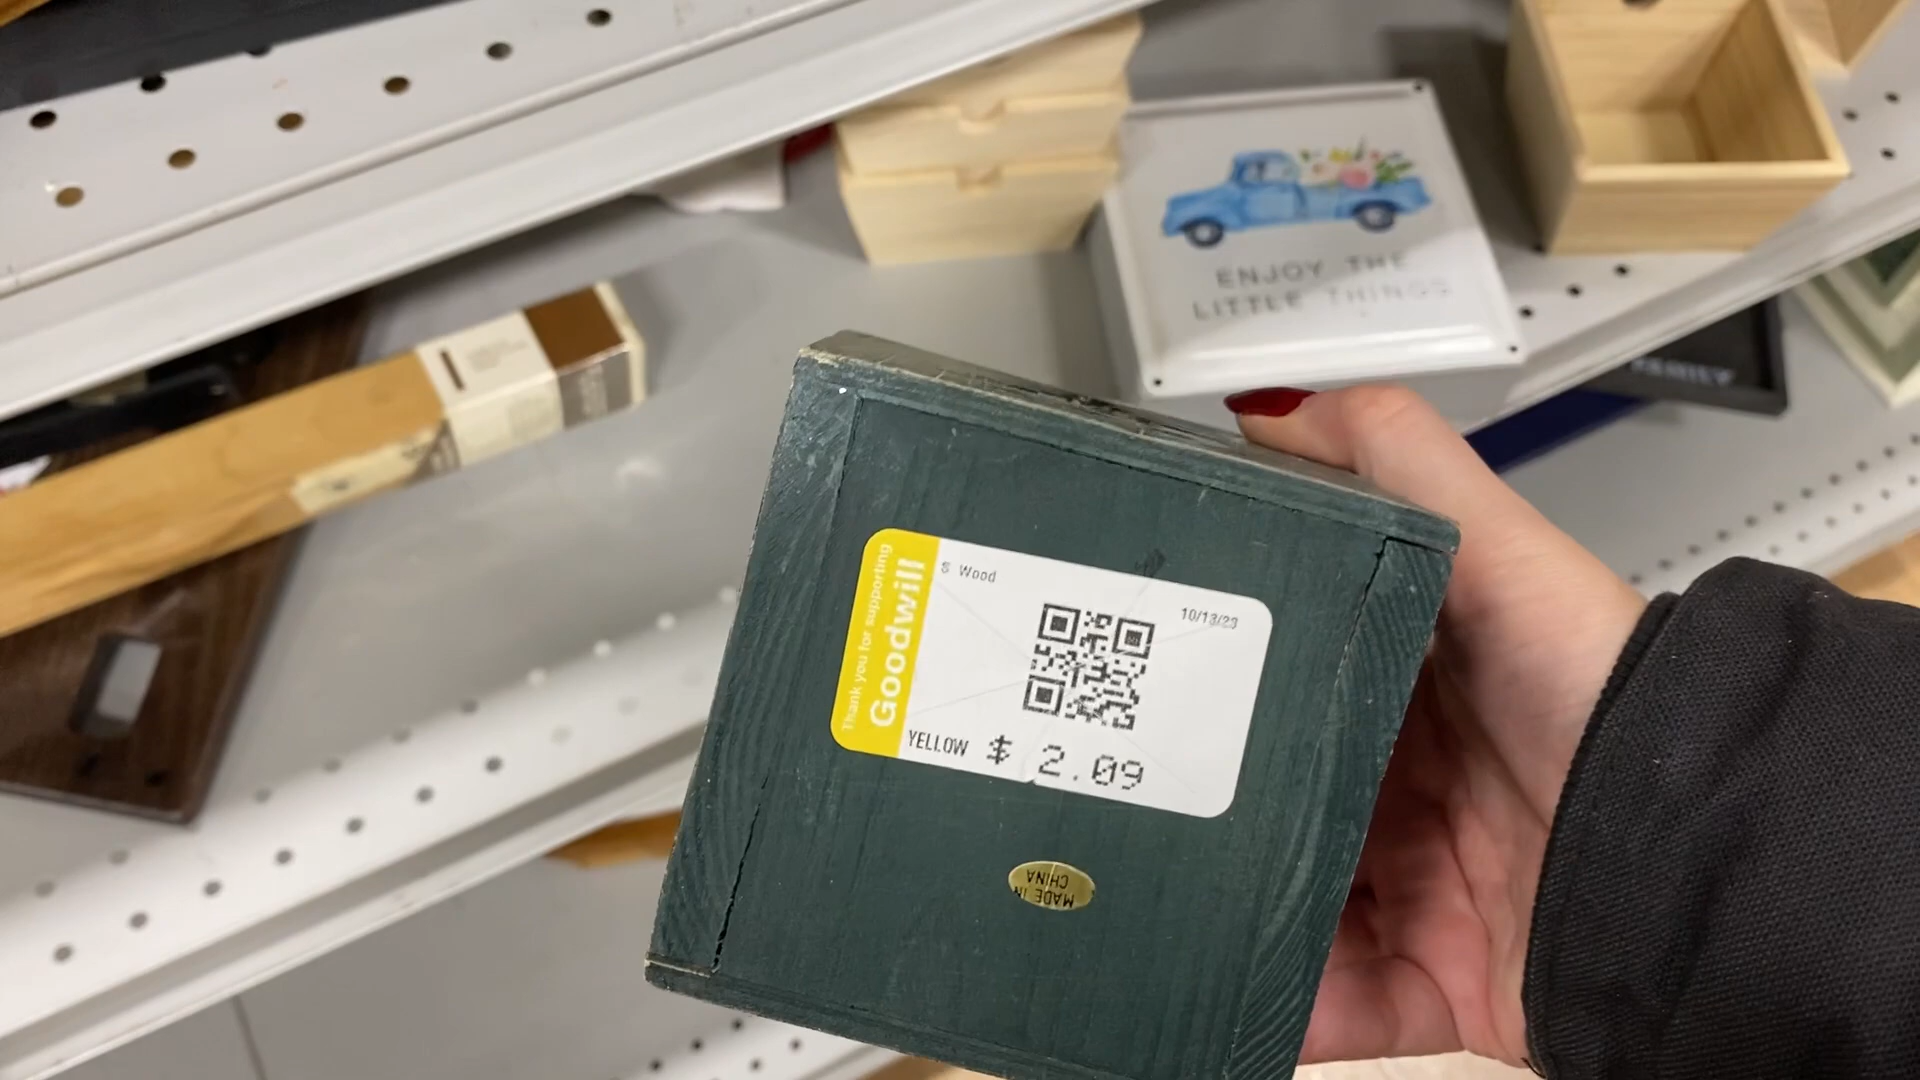 ENJOY THE
LITTLE THINGS
FAMILY
Thank you for supporting
Goodwill
S Wood
10/13/23
YELLOW $ 2.09
MADE IN
CHINA